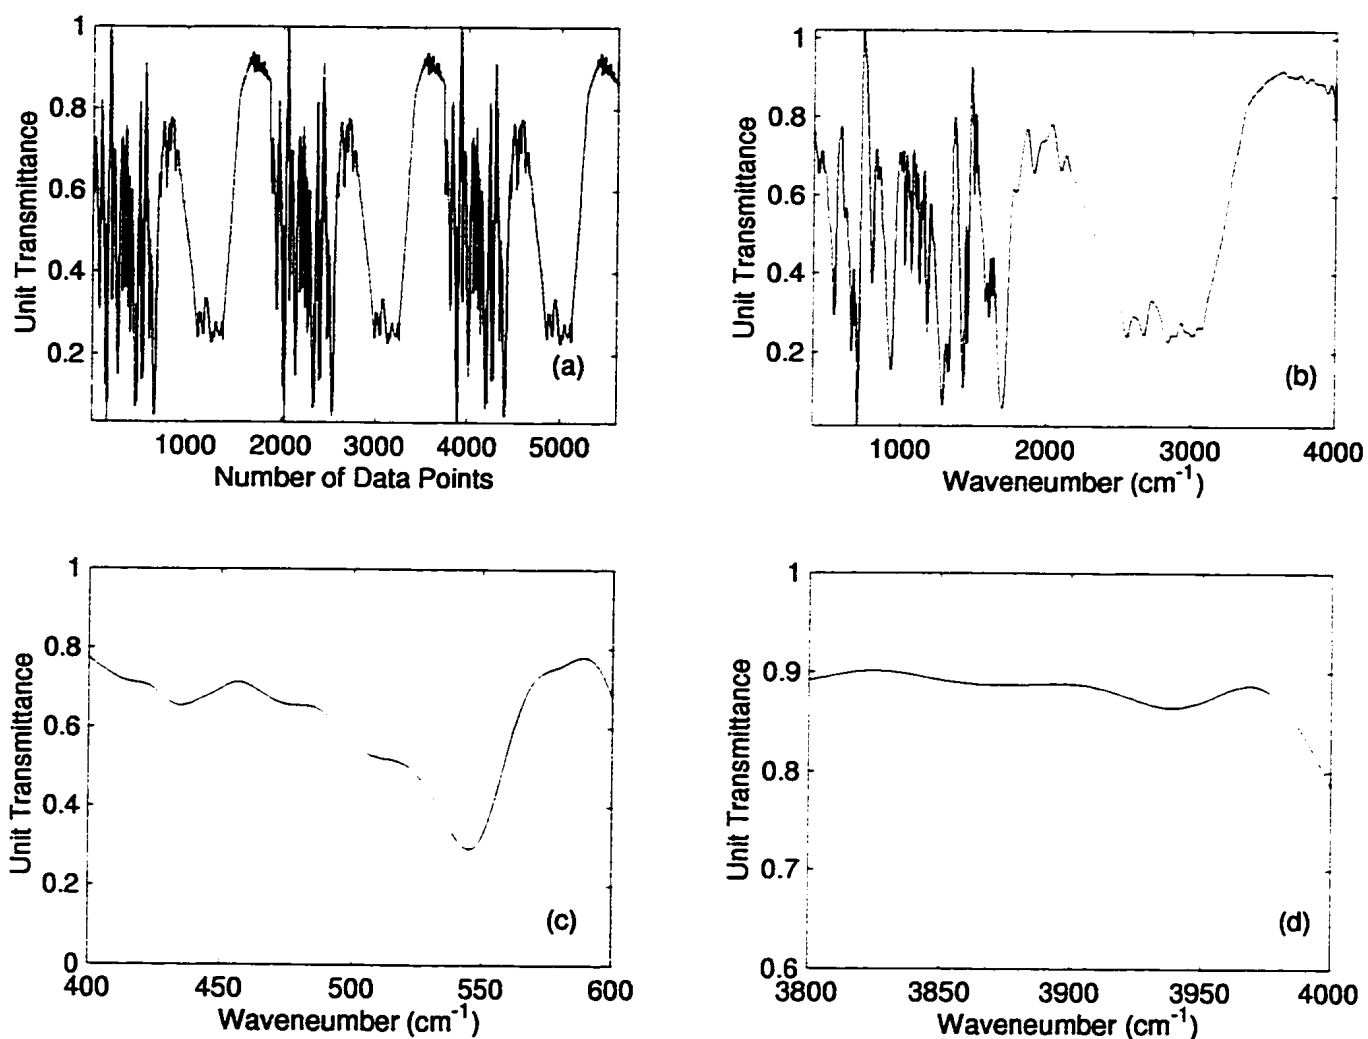 1
0.8
0.6
0.4
0.2
Unit Transmittance
(a)
1000 2000 3000 4000 5000
Number of Data Points
1
0.8
0.6
0.4
0.2
Unit Transmittance
(b)
1000 2000 3000 4000
Waveneumber (cm⁻¹)
1
0.8
0.6
0.4
0.2
0
Unit Transmittance
(c)
400 450 500 550 600
Waveneumber (cm⁻¹)
1
0.9
0.8
0.7
0.6
Unit Transmittance
(d)
3800 3850 3900 3950 4000
Waveneumber (cm⁻¹)